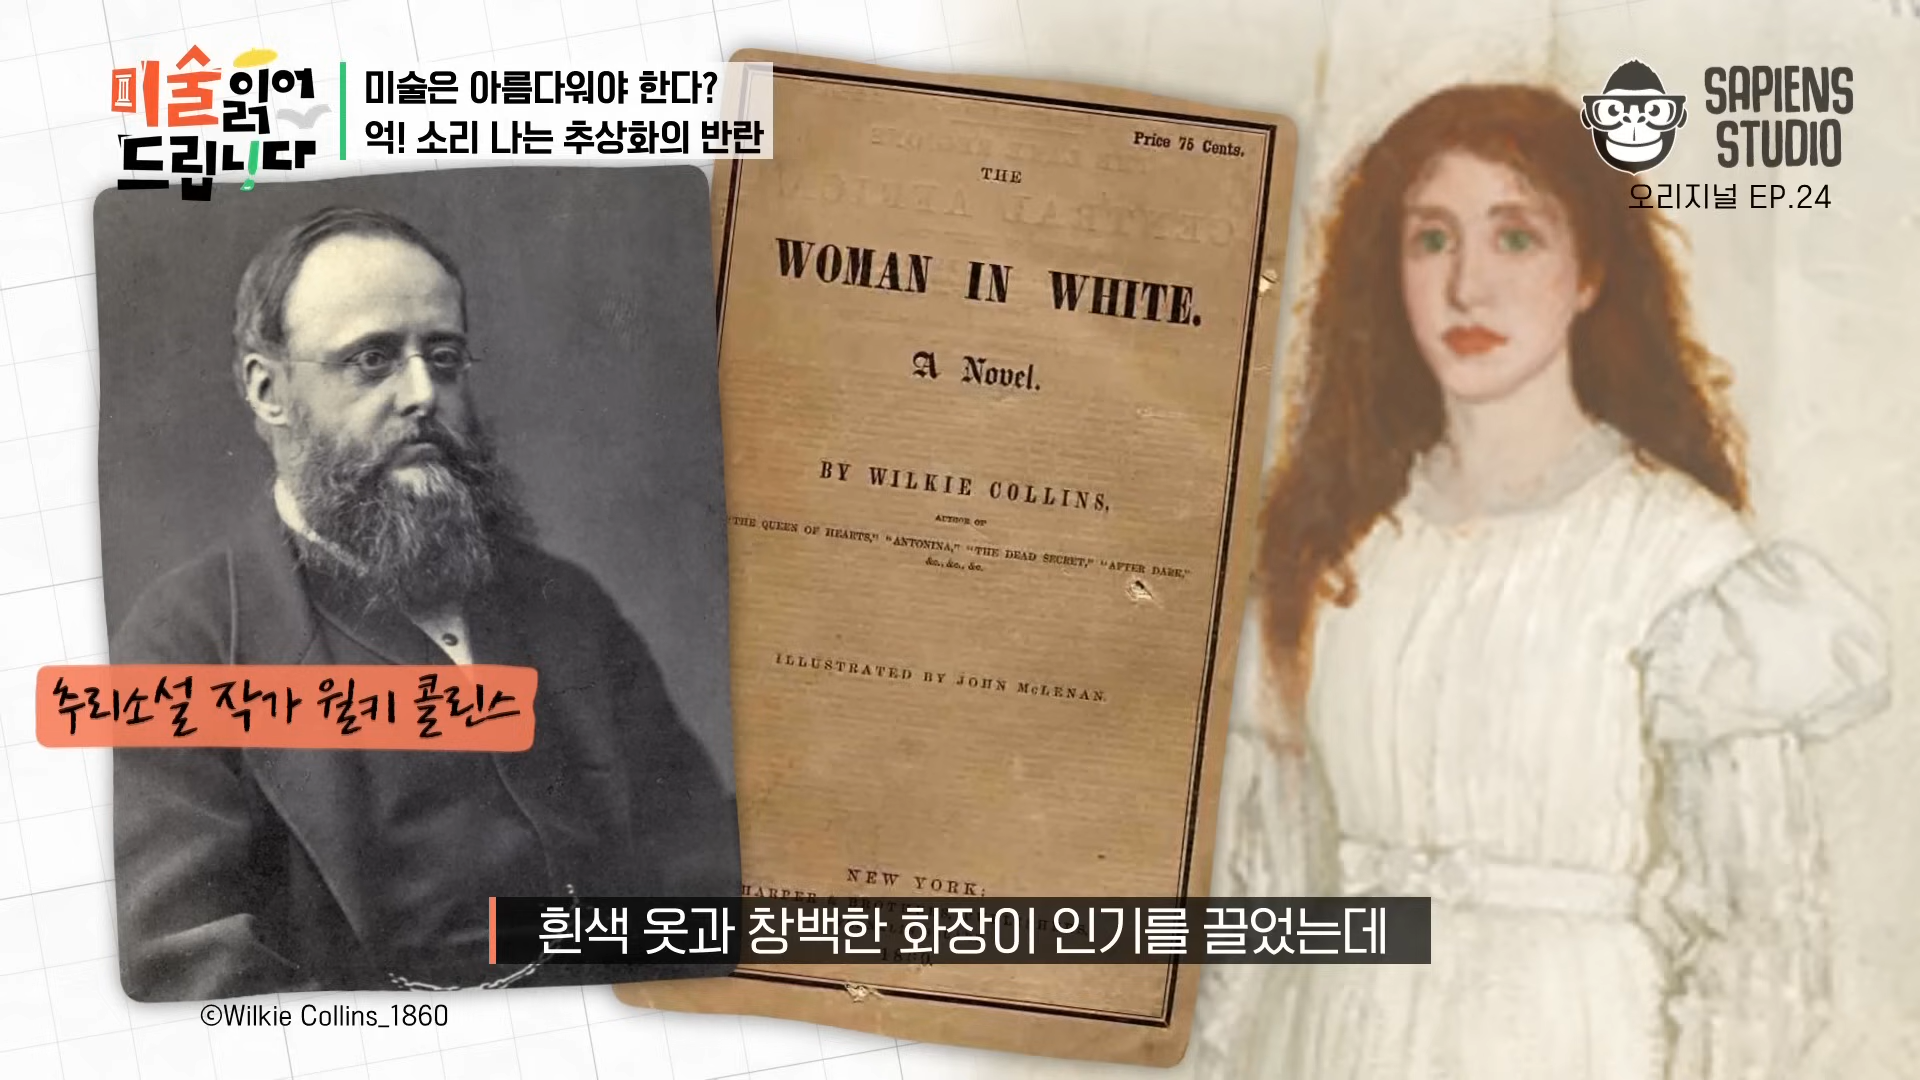 미술 읽어
드립니다
미술은 아름다워야 한다?
억! 소리 나는 추상화의 반란
SAPIENS
STUDIO
오리지널 EP.24
Price 75 Cents.
THE
WOMAN IN WHITE.
A Novel.
BY WILKIE COLLINS,
AUTHOR OF
"THE QUEEN OF HEARTS," "ANTONINA," "THE DEAD SECRET," "AFTER DARK,"
&c., &c., &c.
ILLUSTRATED BY JOHN McLENAN.
NEW YORK:
HARPER &
추리소설 작가 윌키 콜린스
흰색 옷과 창백한 화장이 인기를 끌었는데
©Wilkie Collins_1860